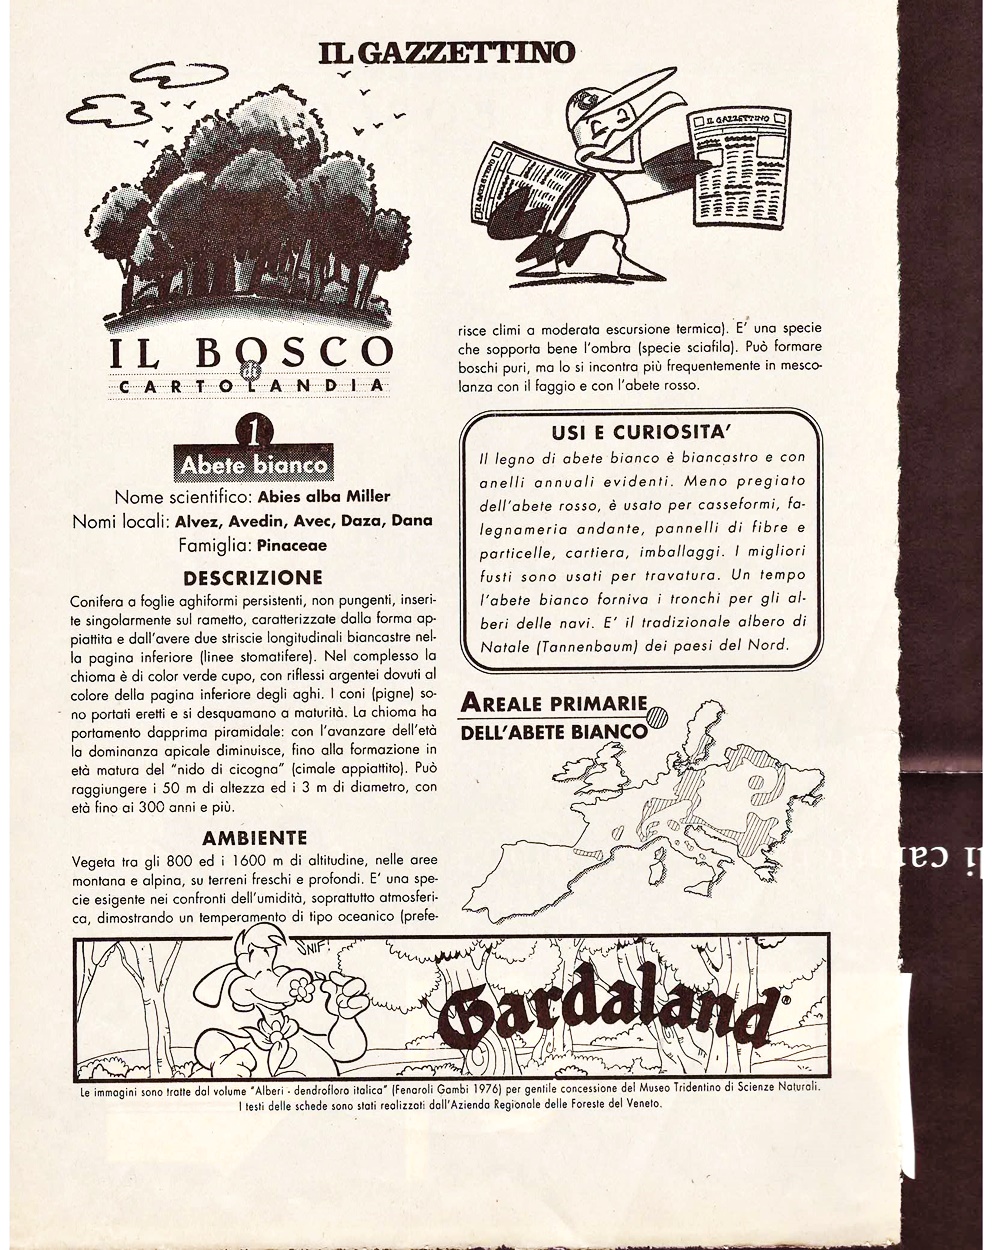 IL GAZZETTINO
IL GAZZETTINO
IL GAZZETTINO
IL BOSCO
di
CARTOLANDIA
1
Abete bianco
Nome scientifico: Abies alba Miller
Nomi locali: Alvez, Avedin, Avec, Daza, Dana
Famiglia: Pinaceae
DESCRIZIONE
Conifera a foglie aghiformi persistenti, non pungenti, inseri-
te singolarmente sul rametto, caratterizzate dalla forma ap-
piattita e dall'avere due striscie longitudinali biancastre nel-
la pagina inferiore (linee stomatifere). Nel complesso la
chioma è di color verde cupo, con riflessi argentei dovuti al
colore della pagina inferiore degli aghi. I coni (pigne) so-
no portati eretti e si desquamano a maturità. La chioma ha
portamento dapprima piramidale: con l'avanzare dell'età
la dominanza apicale diminuisce, fino alla formazione in
età matura del "nido di cicogna" (cimale appiattito). Può
raggiungere i 50 m di altezza ed i 3 m di diametro, con
età fino ai 300 anni e più.
AMBIENTE
Vegeta tra gli 800 ed i 1600 m di altitudine, nelle aree
montana e alpina, su terreni freschi e profondi. E' una spe-
cie esigente nei confronti dell'umidità, soprattutto atmosferi-
ca, dimostrando un temperamento di tipo oceanico (prefe-
risce climi a moderata escursione termica). E' una specie
che sopporta bene l'ombra (specie sciafila). Può formare
boschi puri, ma lo si incontra più frequentemente in mesco-
lanza con il faggio e con l'abete rosso.
USI E CURIOSITA'
Il legno di abete bianco è biancastro e con
anelli annuali evidenti. Meno pregiato
dell'abete rosso, è usato per casseformi, fa-
legnameria andante, pannelli di fibre e
particelle, cartiera, imballaggi. I migliori
fusti sono usati per travatura. Un tempo
l'abete bianco forniva i tronchi per gli al-
beri delle navi. E' il tradizionale albero di
Natale (Tannenbaum) dei paesi del Nord.
AREALE PRIMARIE
DELL'ABETE BIANCO
SNIF!
Gardaland®
Le immagini sono tratte dal volume "Alberi - dendroflora italica" (Fenaroli Gambi 1976) per gentile concessione del Museo Tridentino di Scienze Naturali.
I testi delle schede sono stati realizzati dall'Azienda Regionale delle Foreste del Veneto.